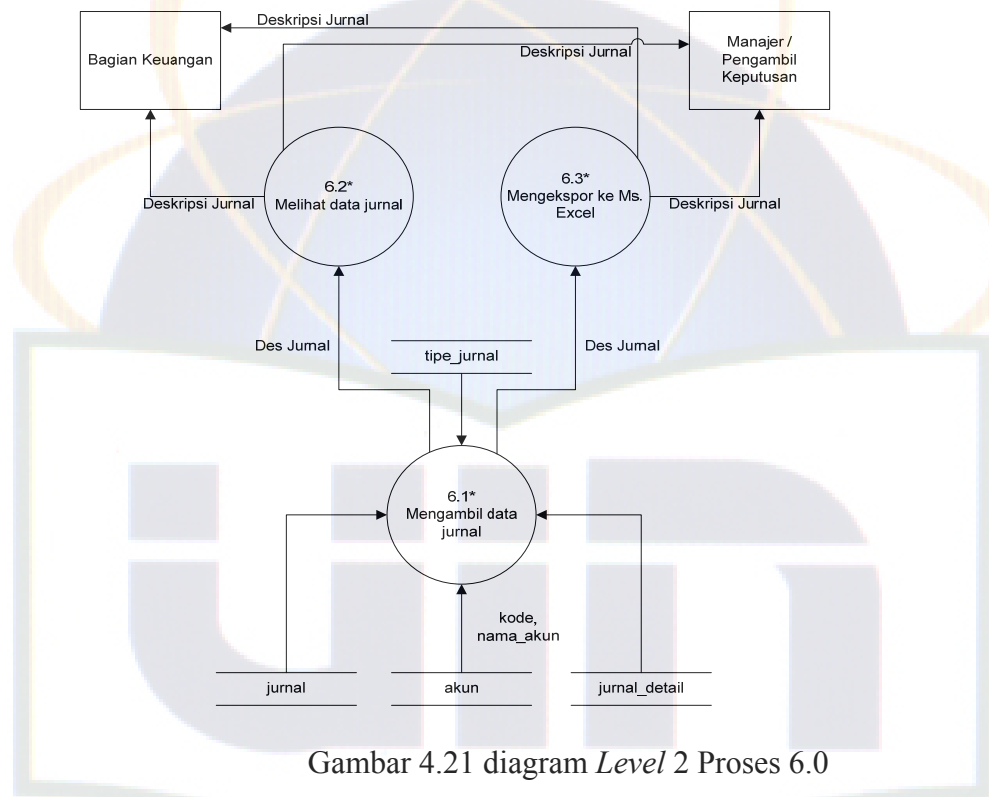 Deskripsi Jurnal
Bagian Keuangan
Deskripsi Jurnal
Manajer /
Pengambil
Keputusan
6.2*
Melihat data jurnal
6.3*
Mengekspor ke Ms.
Excel
Deskripsi Jurnal
Deskripsi Jurnal
Des Jurnal
tipe_jurnal
Des Jurnal
6.1*
Mengambil data
jurnal
kode,
nama_akun
jurnal
akun
jurnal_detail
Gambar 4.21 diagram Level 2 Proses 6.0
uin